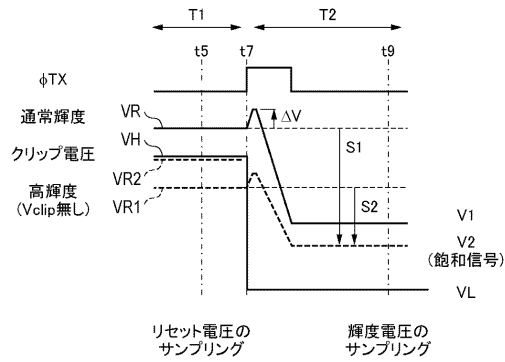 T1
T2
t5
t7
t9
φTX
通常輝度
VR
ΔV
クリップ電圧
VH
S1
VR2
高輝度
(Vclip無し)
VR1
S2
V1
V2
(飽和信号)
VL
リセット電圧の
サンプリング
輝度電圧の
サンプリング